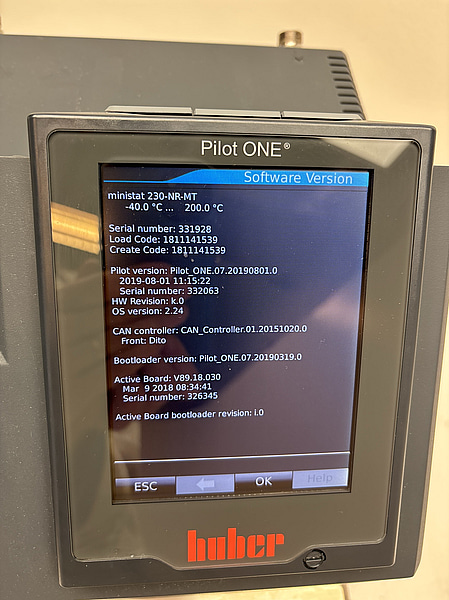 Pilot ONE®
Software Version
ministat 230-NR-MT
-40.0 °C ... 200.0 °C
Serial number: 331928
Load Code: 1811141539
Create Code: 1811141539
Pilot version: Pilot_ONE.07.20190801.0
2019-08-01 11:15:22
Serial number: 332063
HW Revision: k.0
OS version: 2.24
CAN controller: CAN_Controller.01.20151020.0
Front: Dito
Bootloader version: Pilot_ONE.07.20190319.0
Active Board: V89.18.030
Mar 9 2018 08:34:41
Serial number: 326345
Active Board bootloader revision: i.0
ESC OK Help
huber